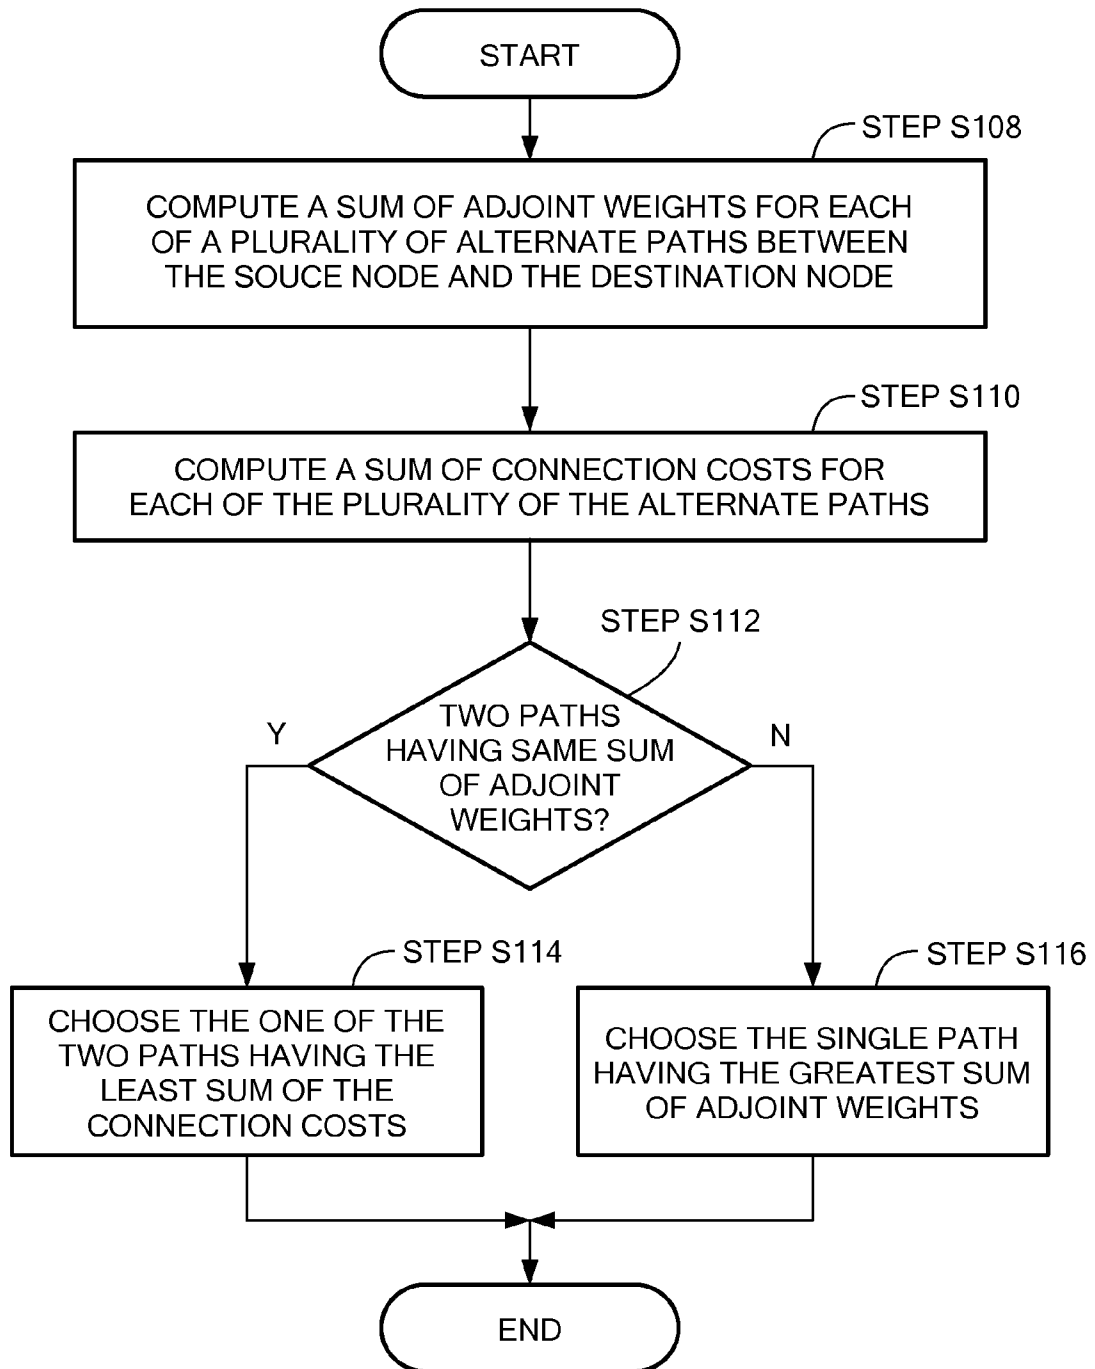 START
STEP S108
COMPUTE A SUM OF ADJOINT WEIGHTS FOR EACH
OF A PLURALITY OF ALTERNATE PATHS BETWEEN
THE SOUCE NODE AND THE DESTINATION NODE
STEP S110
COMPUTE A SUM OF CONNECTION COSTS FOR
EACH OF THE PLURALITY OF THE ALTERNATE PATHS
STEP S112
TWO PATHS
HAVING SAME SUM
OF ADJOINT
WEIGHTS?
Y
N
STEP S114
CHOOSE THE ONE OF THE
TWO PATHS HAVING THE
LEAST SUM OF THE
CONNECTION COSTS
STEP S116
CHOOSE THE SINGLE PATH
HAVING THE GREATEST SUM
OF ADJOINT WEIGHTS
END